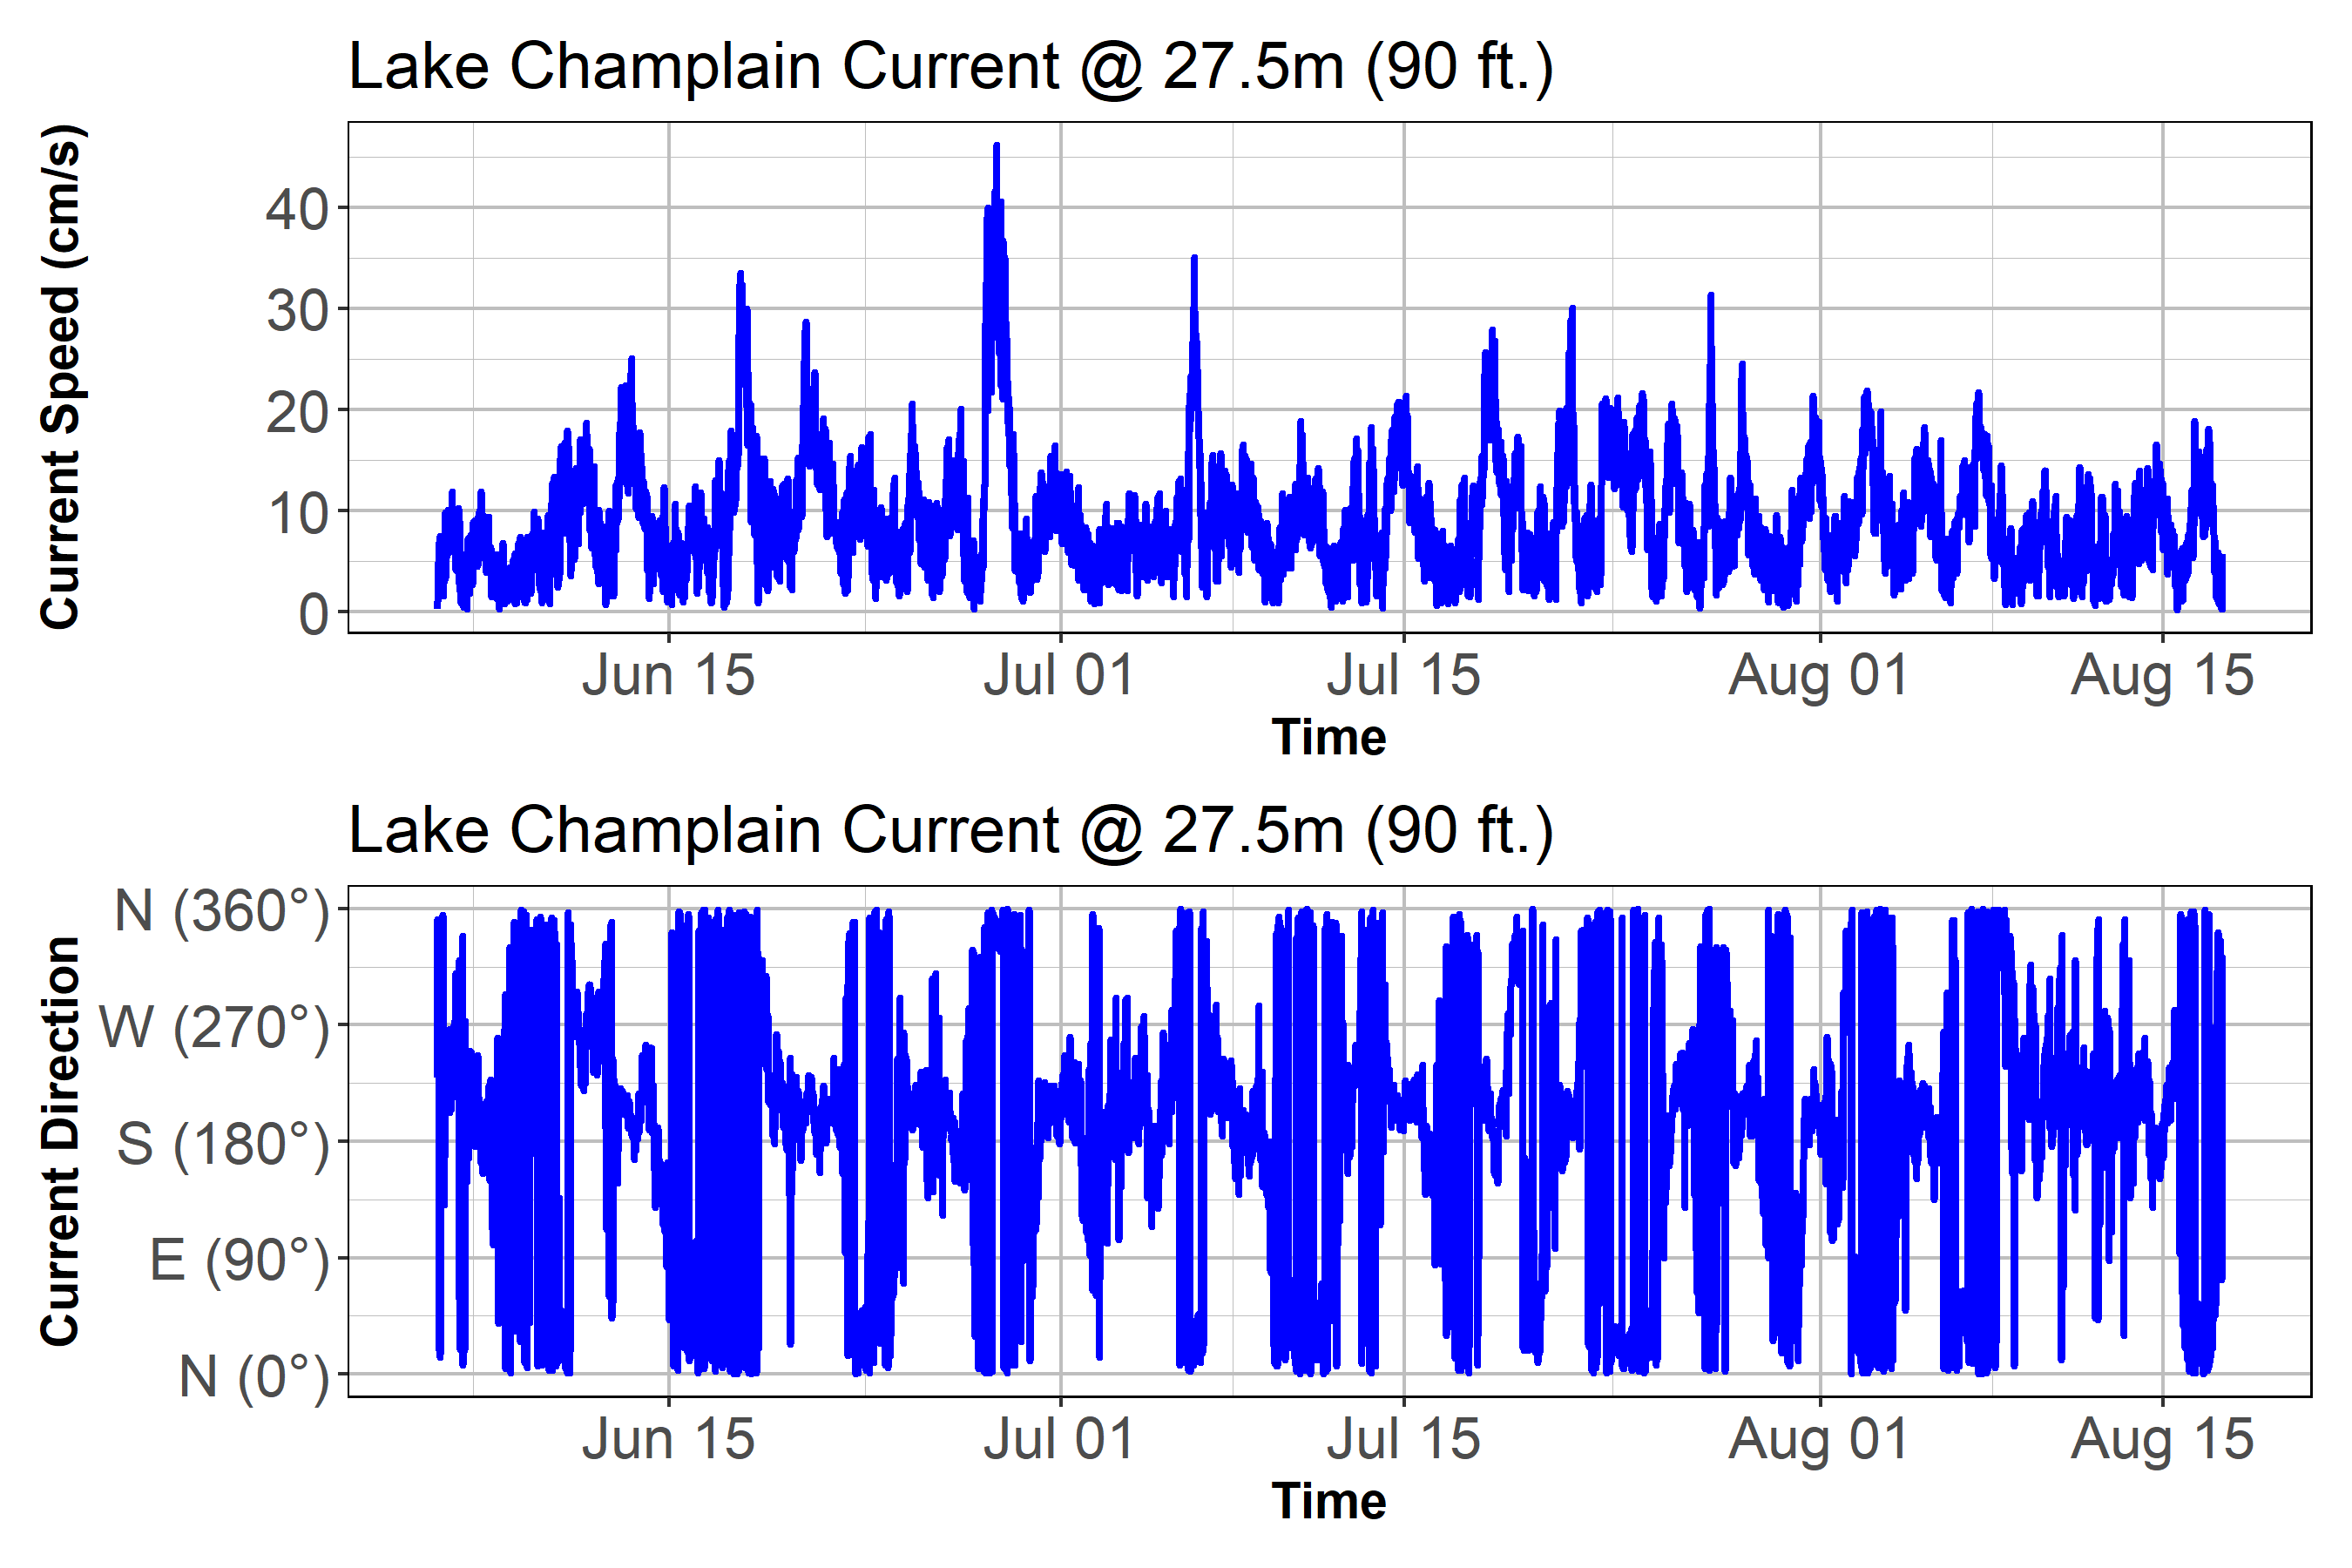 Lake Champlain Current @ 27.5m (90 ft.)
Current Speed (cm/s)
40
30
20
10
0
Jun 15 Jul 01 Jul 15 Aug 01 Aug 15
Time
Lake Champlain Current @ 27.5m (90 ft.)
Current Direction
N (360°)
W (270°)
S (180°)
E (90°)
N (0°)
Jun 15 Jul 01 Jul 15 Aug 01 Aug 15
Time